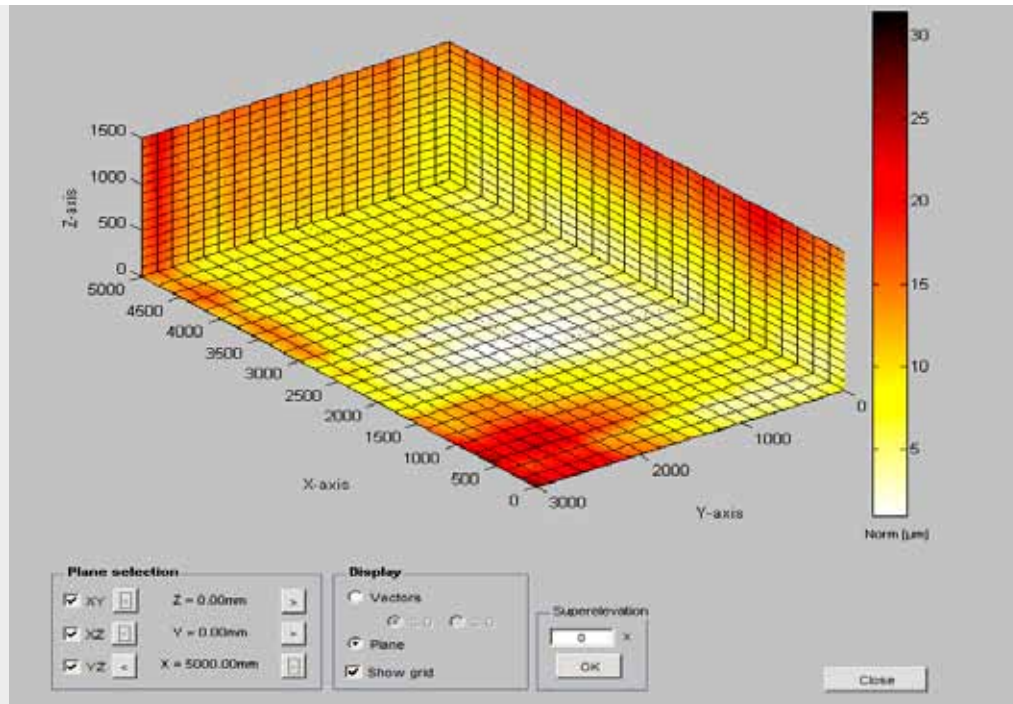 1500
1000
500
0
Z-axis
5000
4500
4000
3500
3000
2500
2000
1500
1000
500
0
X-axis
3000
2000
1000
0
Y-axis
30
25
20
15
10
5
Norm [µm]
Plane selection
XY Z = 0.00mm >
XZ Y = 0.00mm
YZ < X = 5000.00mm
Display
Vectors
Plane
Show grid
Superelevation
0 x
OK
Close